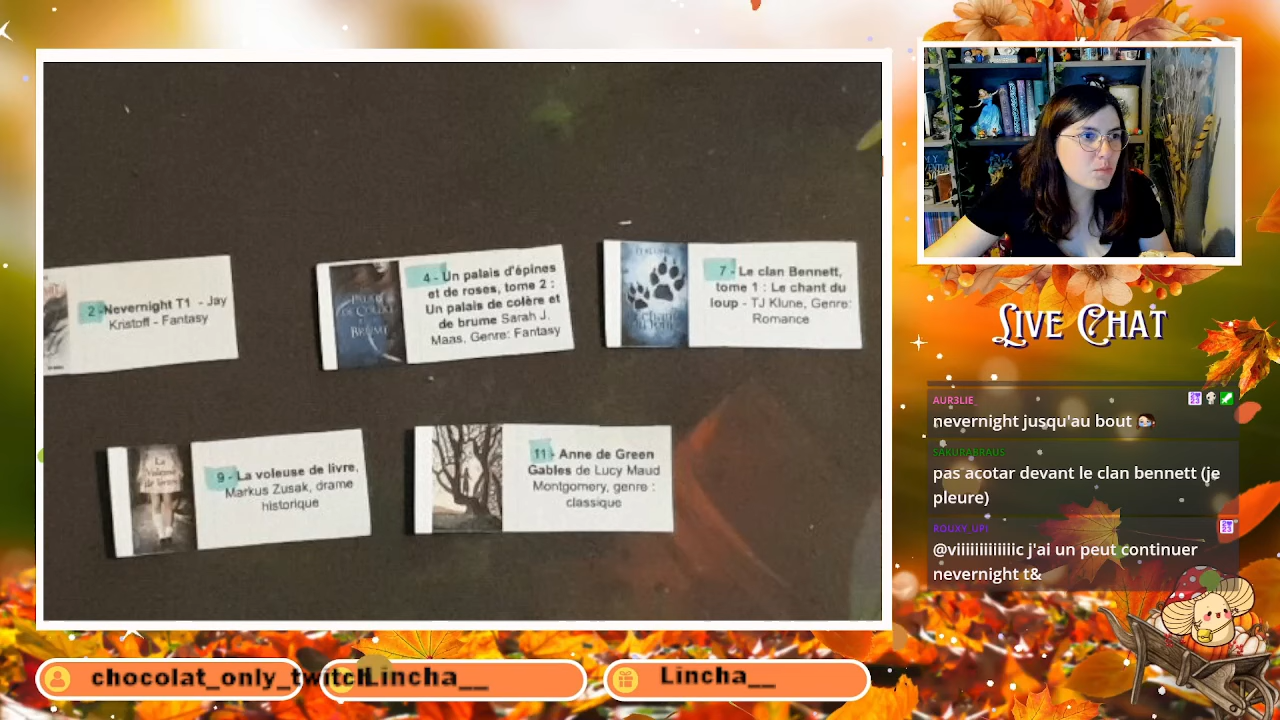 2 - Nevernight T1 - Jay
Kristoff - Fantasy
4 - Un palais d'épines
et de roses, tome 2 :
Un palais de colère et
de brume Sarah J.
Maas, Genre: Fantasy
7 - Le clan Bennett,
tome 1 : Le chant du
loup - TJ Klune, Genre:
Romance
9 - La voleuse de livre,
Markus Zusak, drame
historique
11 - Anne de Green
Gables de Lucy Maud
Montgomery, genre :
classique
LIVE CHAT
AUR3LIE
nevernight jusqu'au bout
SAKURABRAUS
pas acotar devant le clan bennett (je
pleure)
ROUXY_UP!
@viiiiiiiiiiiiic j'ai un peut continuer
nevernight t&
chocolat_only_twitch
Lincha__
Lincha__